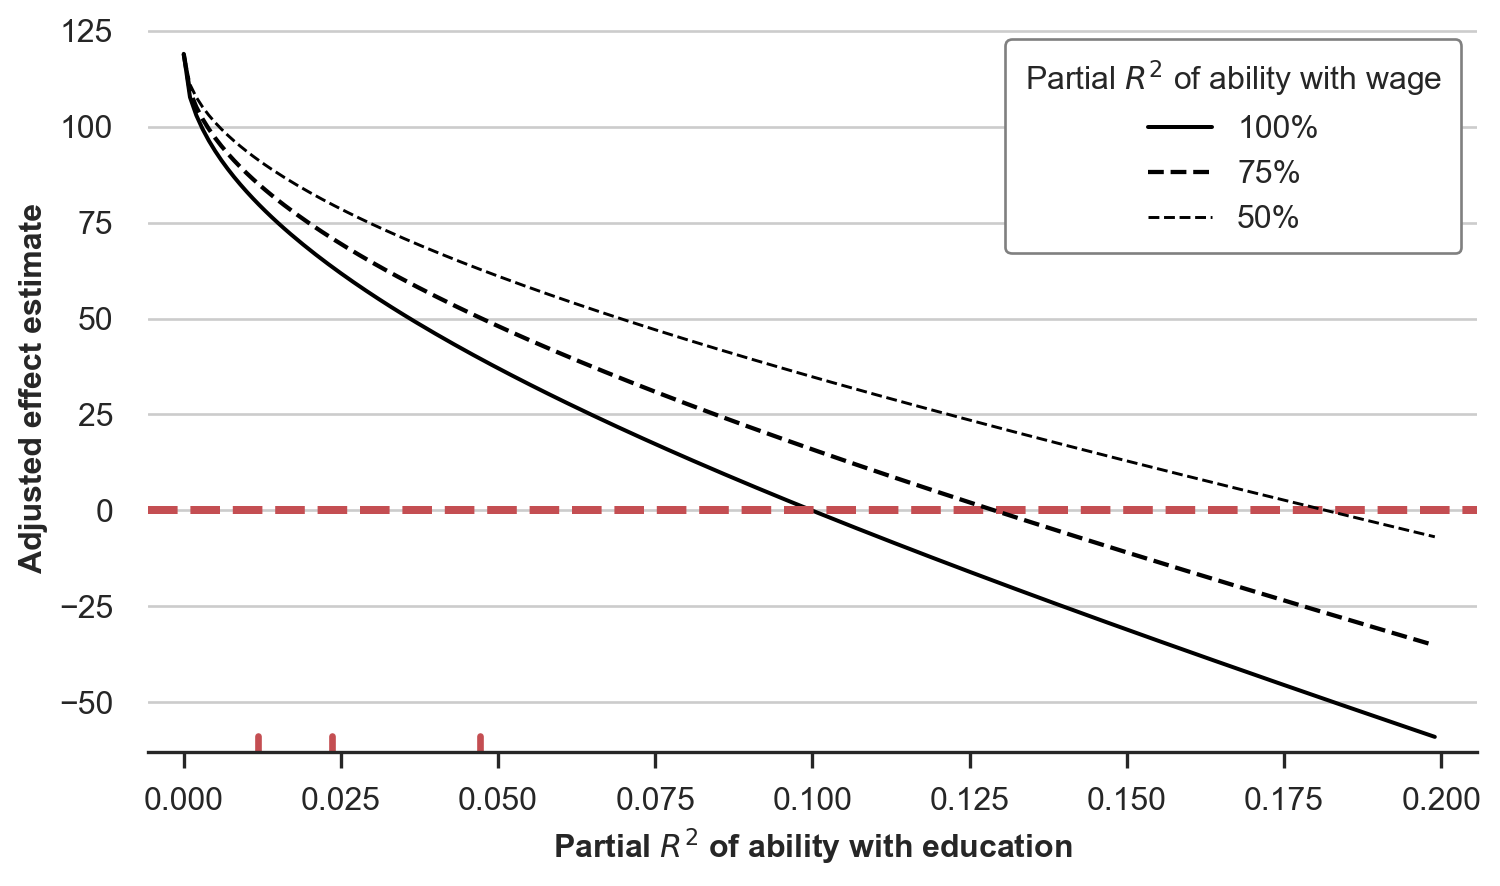 Adjusted effect estimate
125
100
75
50
25
0
−25
−50
Partial R² of ability with wage
100%
75%
50%
0.000 0.025 0.050 0.075 0.100 0.125 0.150 0.175 0.200
Partial R² of ability with education